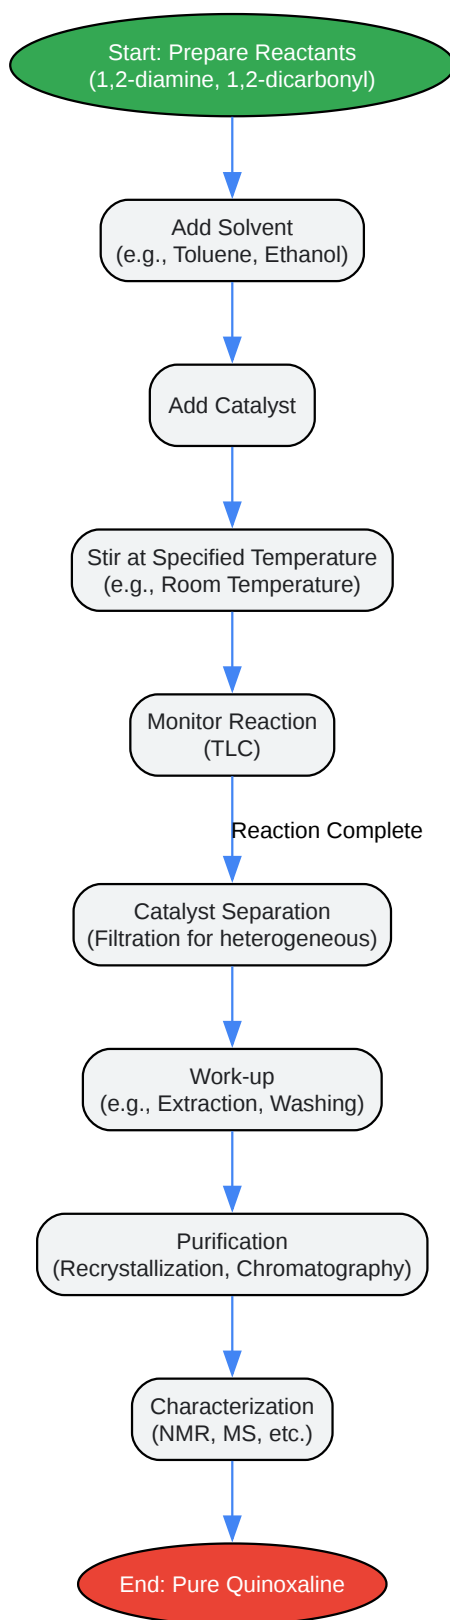 Start: Prepare Reactants
(1,2-diamine, 1,2-dicarbonyl)
Add Solvent
(e.g., Toluene, Ethanol)
Add Catalyst
Stir at Specified Temperature
(e.g., Room Temperature)
Monitor Reaction
(TLC)
Reaction Complete
Catalyst Separation
(Filtration for heterogeneous)
Work-up
(e.g., Extraction, Washing)
Purification
(Recrystallization, Chromatography)
Characterization
(NMR, MS, etc.)
End: Pure Quinoxaline